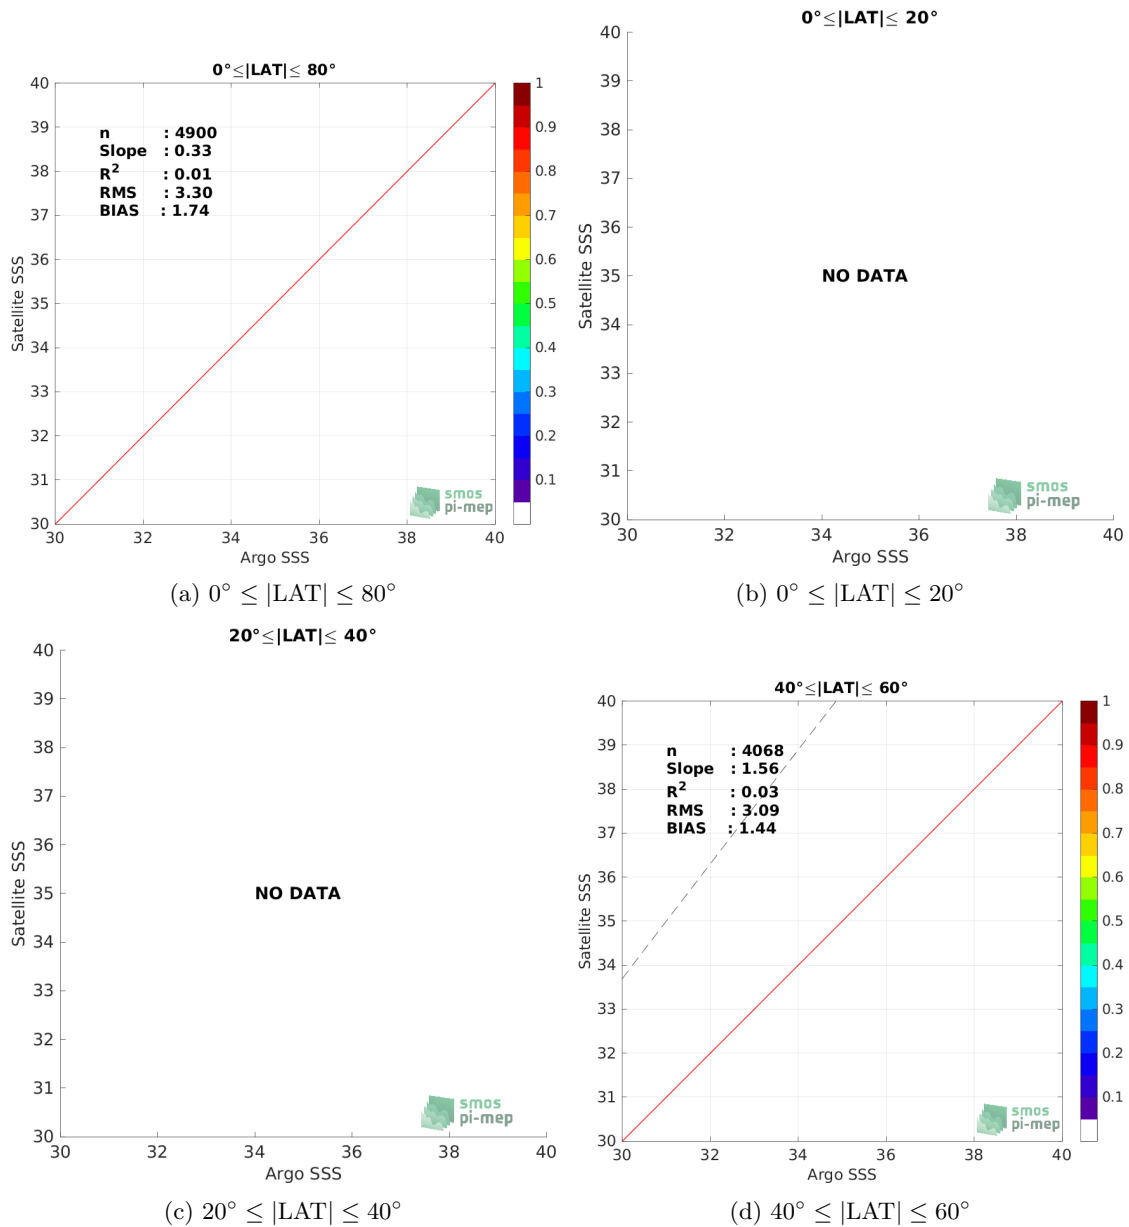 0°≤|LAT|≤ 80°
40
39
38
37
36
35
34
33
32
31
30
Satellite SSS
n : 4900
Slope : 0.33
R² : 0.01
RMS : 3.30
BIAS : 1.74
smos
pi-mep
30 32 34 36 38 40
Argo SSS
1
0.9
0.8
0.7
0.6
0.5
0.4
0.3
0.2
0.1
(a) 0° ≤ |LAT| ≤ 80°
0°≤|LAT|≤ 20°
40
39
38
37
36
35
34
33
32
31
30
Satellite SSS
NO DATA
smos
pi-mep
30 32 34 36 38 40
Argo SSS
(b) 0° ≤ |LAT| ≤ 20°
20°≤|LAT|≤ 40°
40
39
38
37
36
35
34
33
32
31
30
Satellite SSS
NO DATA
smos
pi-mep
30 32 34 36 38 40
Argo SSS
(c) 20° ≤ |LAT| ≤ 40°
40°≤|LAT|≤ 60°
40
39
38
37
36
35
34
33
32
31
30
Satellite SSS
n : 4068
Slope : 1.56
R² : 0.03
RMS : 3.09
BIAS : 1.44
smos
pi-mep
30 32 34 36 38 40
Argo SSS
1
0.9
0.8
0.7
0.6
0.5
0.4
0.3
0.2
0.1
(d) 40° ≤ |LAT| ≤ 60°